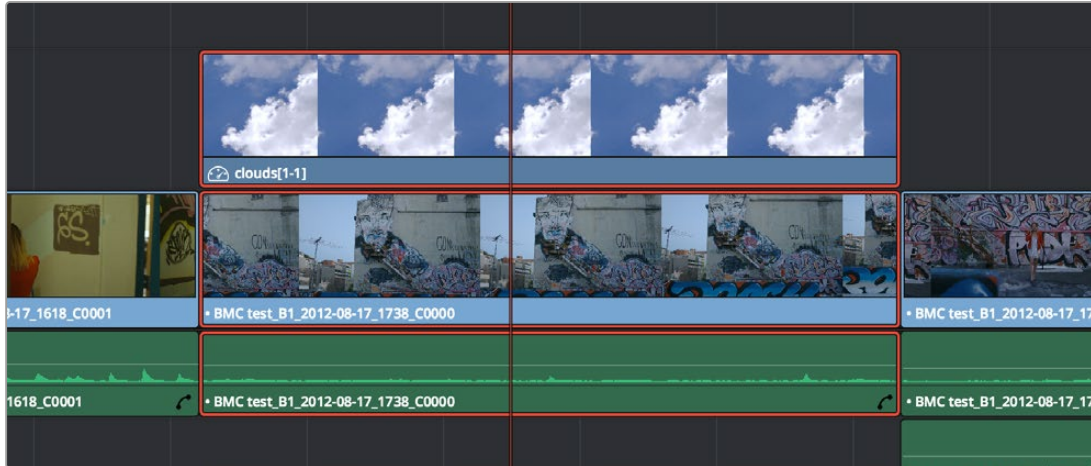 clouds[1-1]
-17_1618_C0001
• BMC test_B1_2012-08-17_1738_C0000
• BMC test_B1_2012-08-17_17
1618_C0001
• BMC test_B1_2012-08-17_1738_C0000
• BMC test_B1_2012-08-17_17